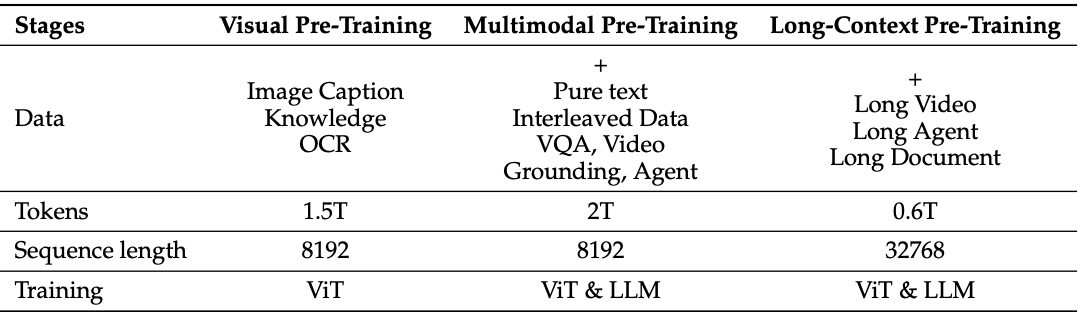 Stages Visual Pre-Training Multimodal Pre-Training Long-Context Pre-Training
Data
Image Caption
Knowledge
OCR
+
Pure text
Interleaved Data
VQA, Video
Grounding, Agent
+
Long Video
Long Agent
Long Document
Tokens 1.5T 2T 0.6T
Sequence length 8192 8192 32768
Training ViT ViT & LLM ViT & LLM